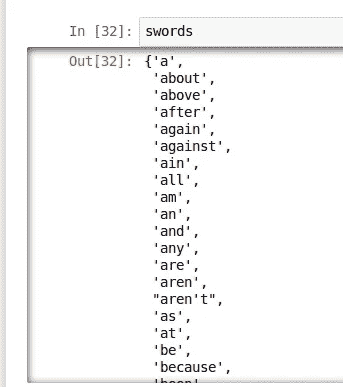 In [32]: swords
Out[32]: {'a',
'about',
'above',
'after',
'again',
'against',
'ain',
'all',
'am',
'an',
'and',
'any',
'are',
'aren',
"aren't",
'as',
'at',
'be',
'because',